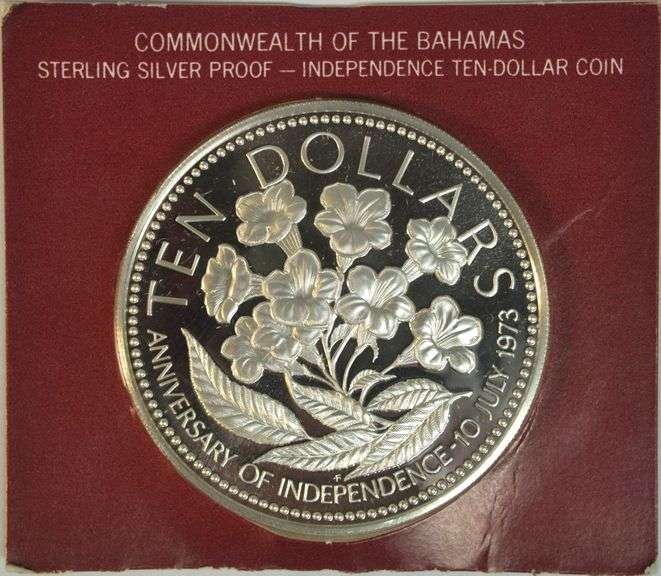 COMMONWEALTH OF THE BAHAMAS
STERLING SILVER PROOF — INDEPENDENCE TEN-DOLLAR COIN
TEN DOLLARS
ANNIVERSARY OF INDEPENDENCE-10 JULY 1973